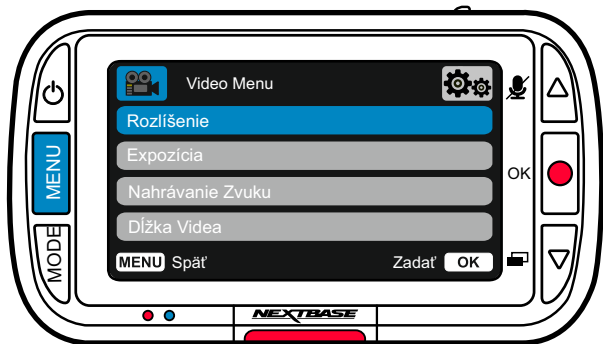 Video Menu
Rozlíšenie
Expozícia
Nahrávanie Zvuku
Dĺžka Videa
MENU Späť
Zadať OK
MENU
MODE
OK
NEXTBASE